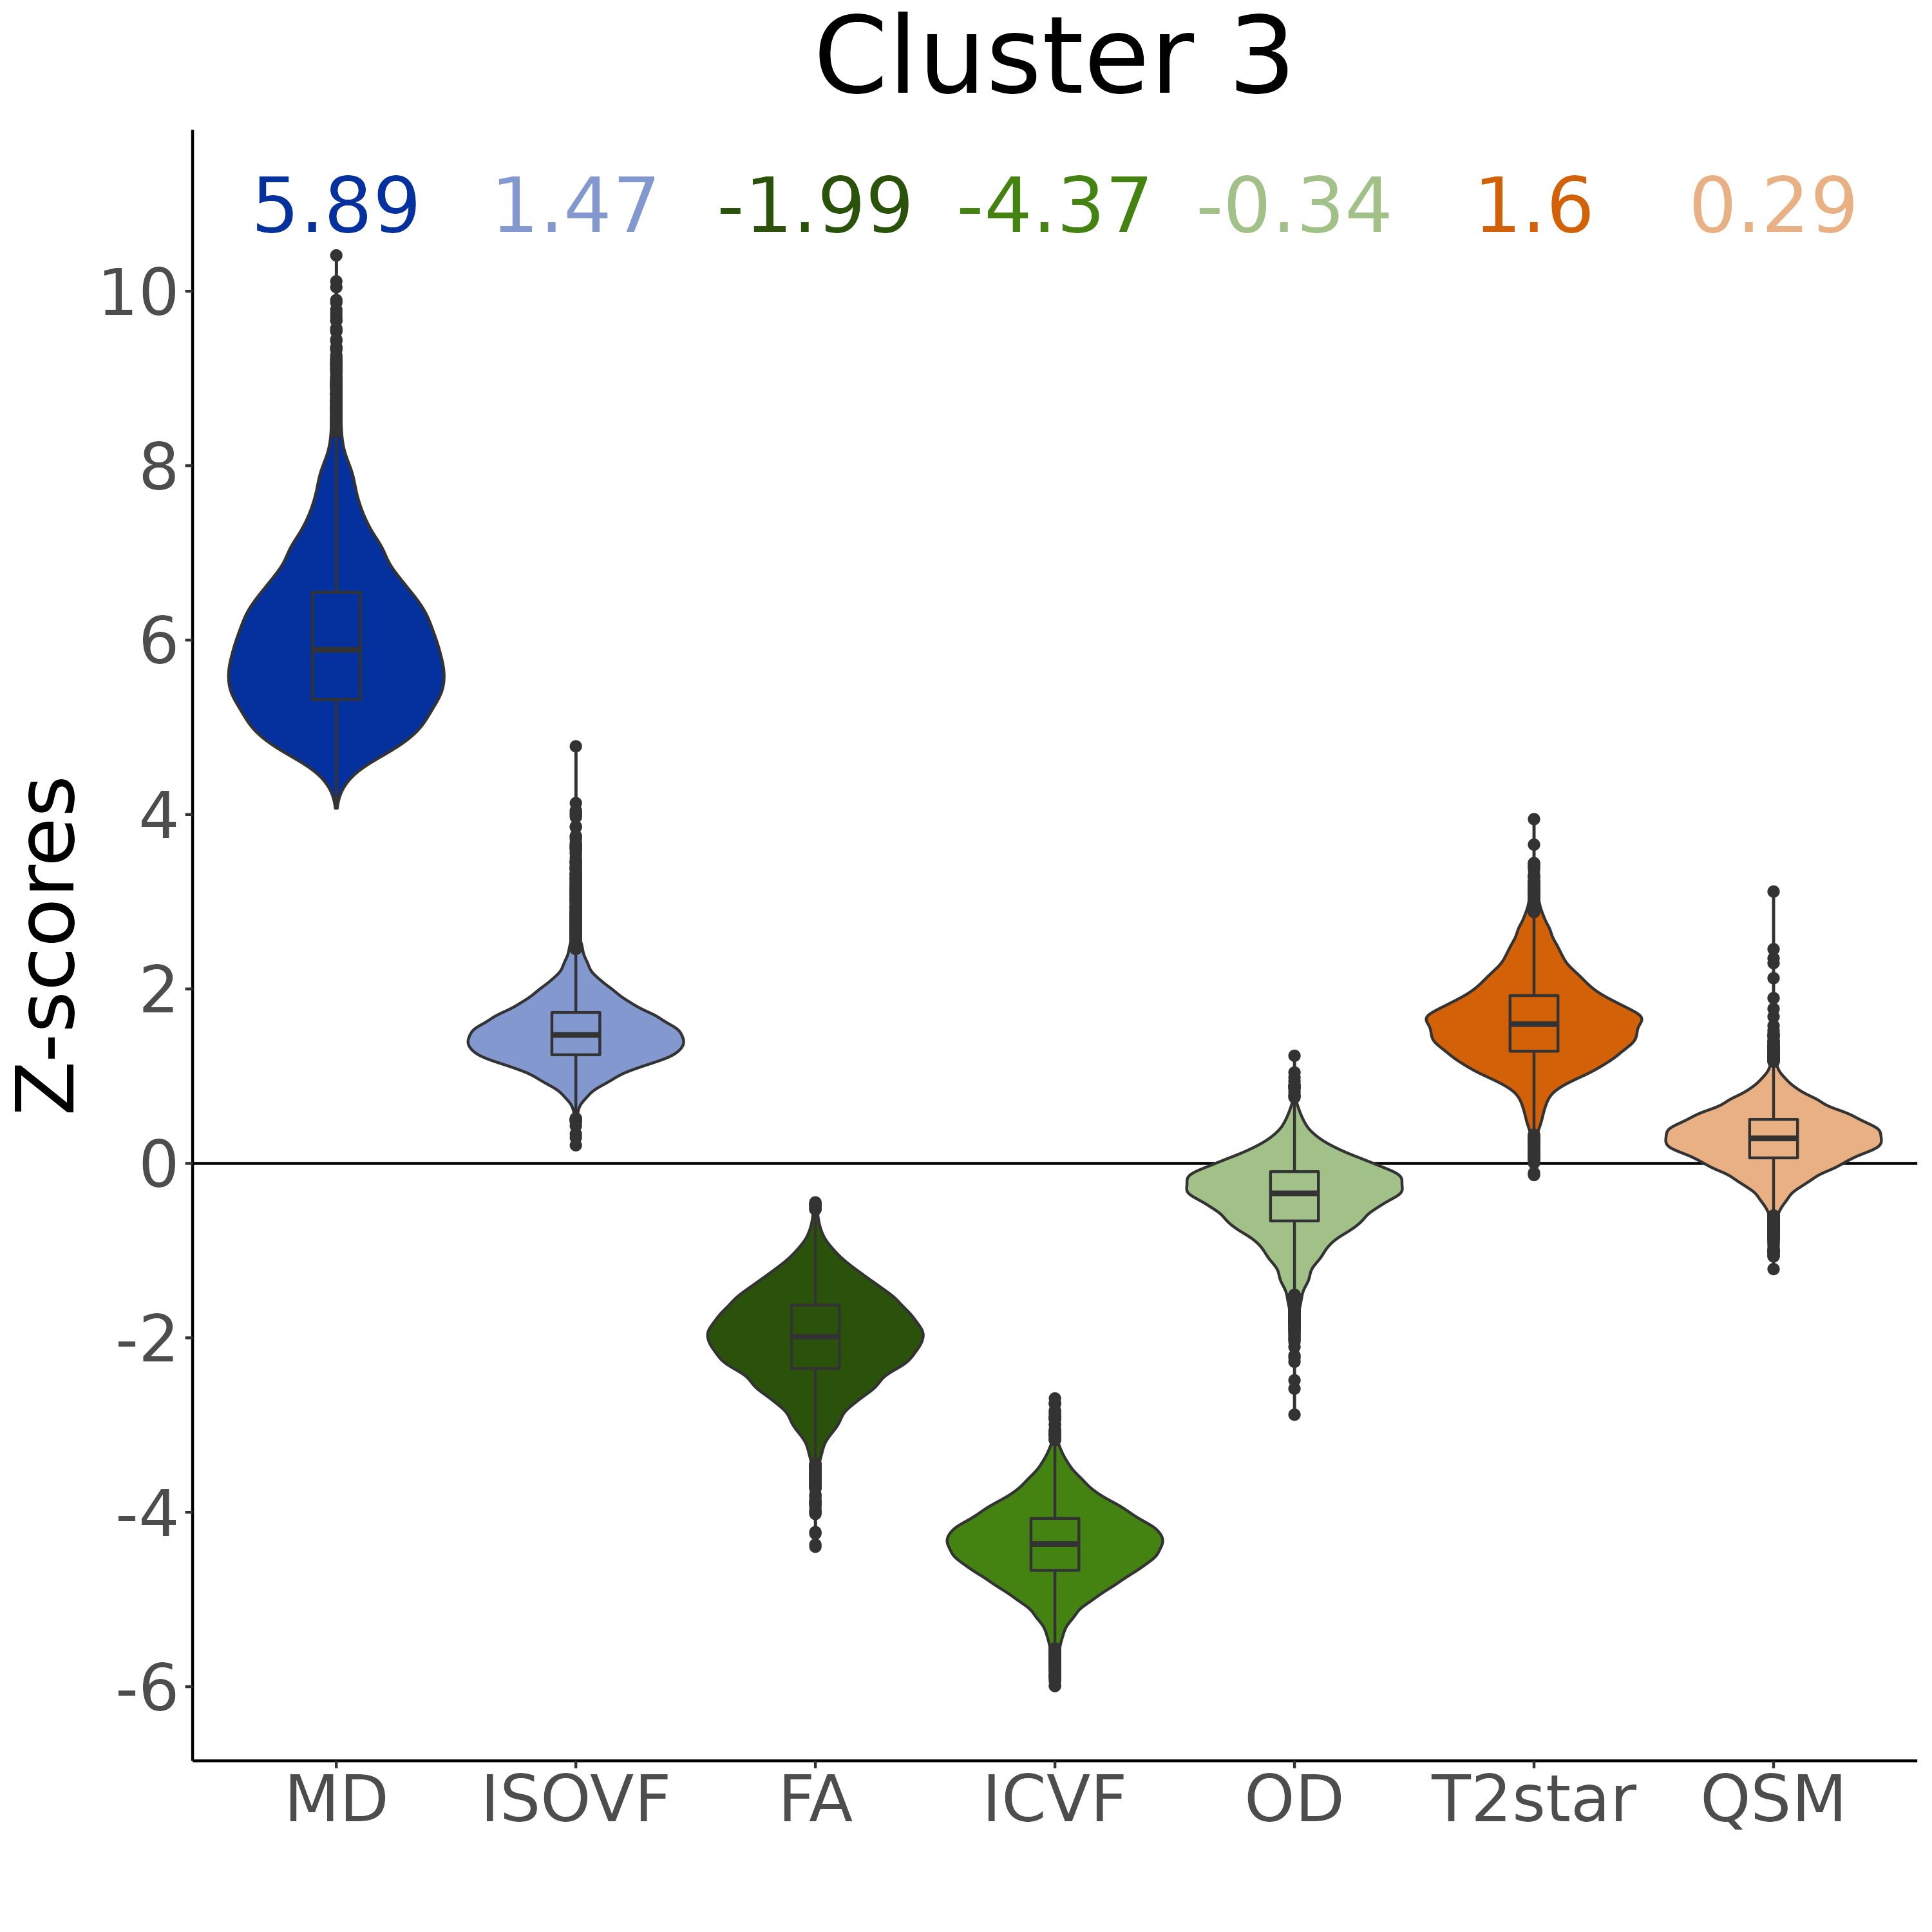 Cluster 3
5.89 1.47 -1.99 -4.37 -0.34 1.6 0.29
10
8
6
4
2
0
-2
-4
-6
Z-scores
MD ISOVF FA ICVF OD T2star QSM